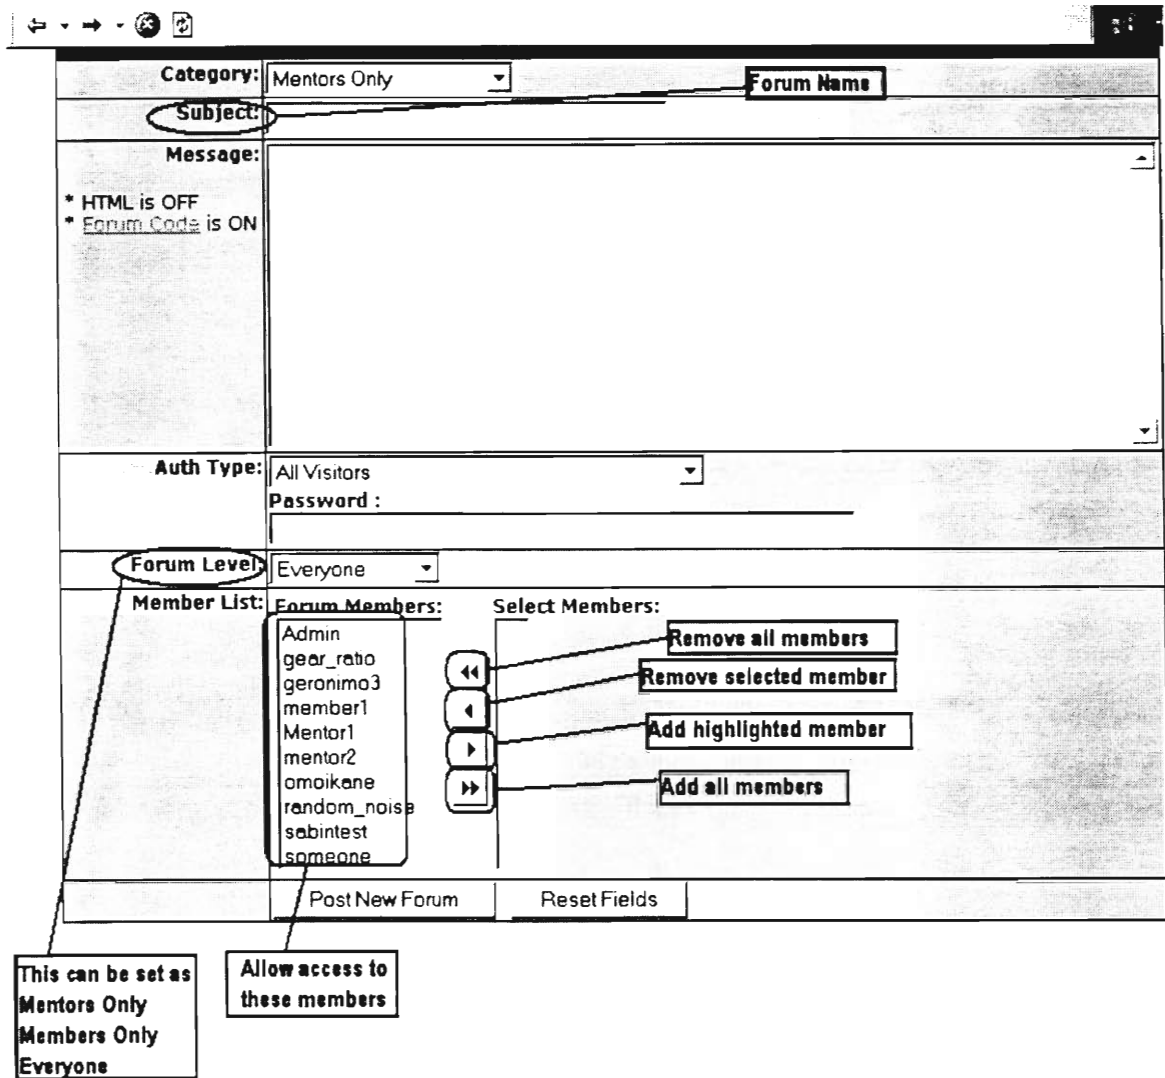 Category: Mentors Only
Forum Name
Subject:
Message:
* HTML is OFF
* Forum Code is ON
Auth Type: All Visitors
Password :
Forum Level: Everyone
Member List: Forum Members: Select Members:
Admin
gear_ratio
geronimo3
member1
Mentor1
mentor2
omoikane
random_noise
sabintest
someone
Remove all members
Remove selected member
Add highlighted member
Add all members
Post New Forum Reset Fields
This can be set as
Mentors Only
Members Only
Everyone
Allow access to
these members